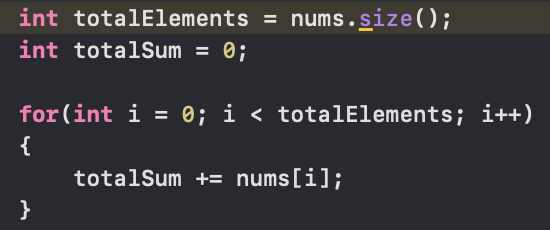 int totalElements = nums.size();
int totalSum = 0;
for(int i = 0; i < totalElements; i++)
{
    totalSum += nums[i];
}